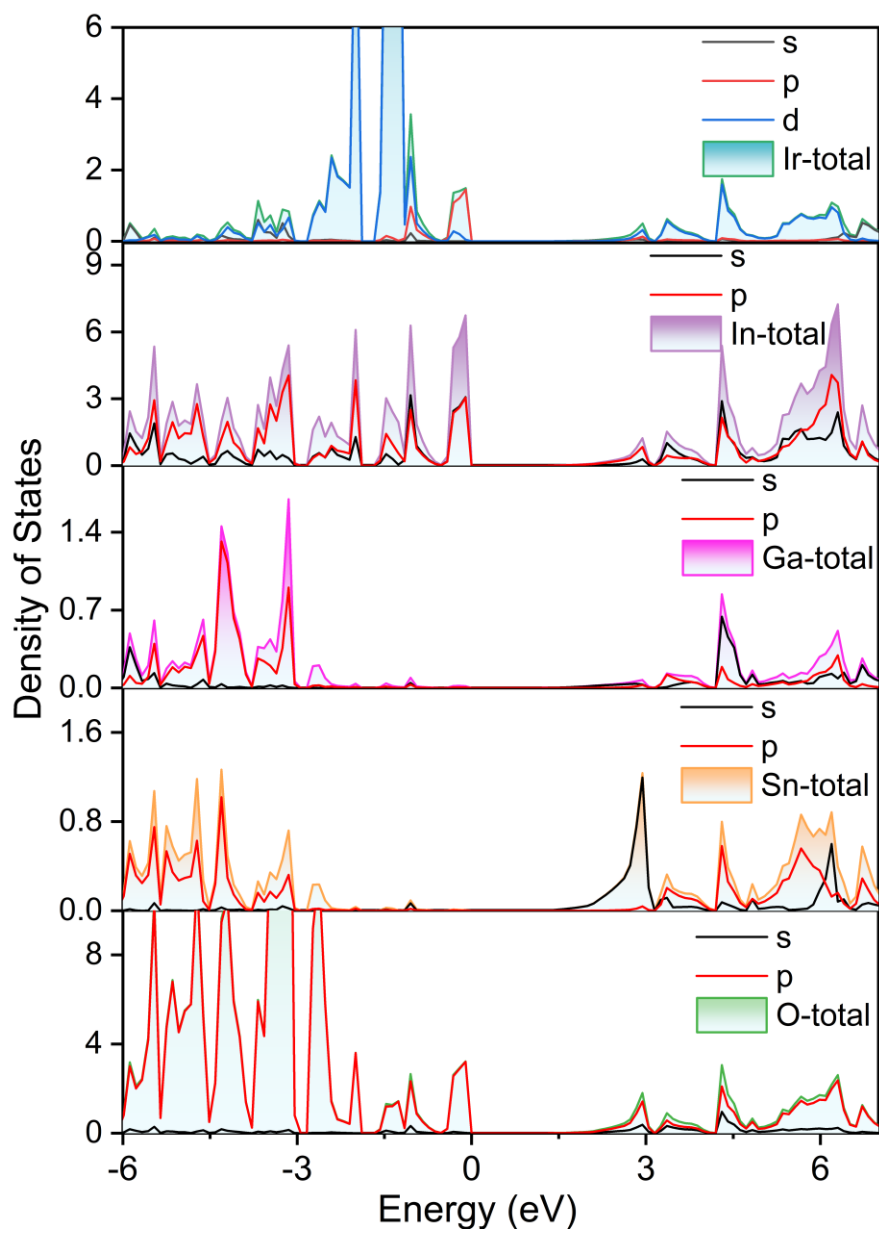 Density of States
6
4
2
0
s
p
d
Ir-total
9
6
3
0
s
p
In-total
1.4
0.7
0.0
s
p
Ga-total
1.6
0.8
0.0
s
p
Sn-total
8
4
0
s
p
O-total
-6 -3 0 3 6
Energy (eV)